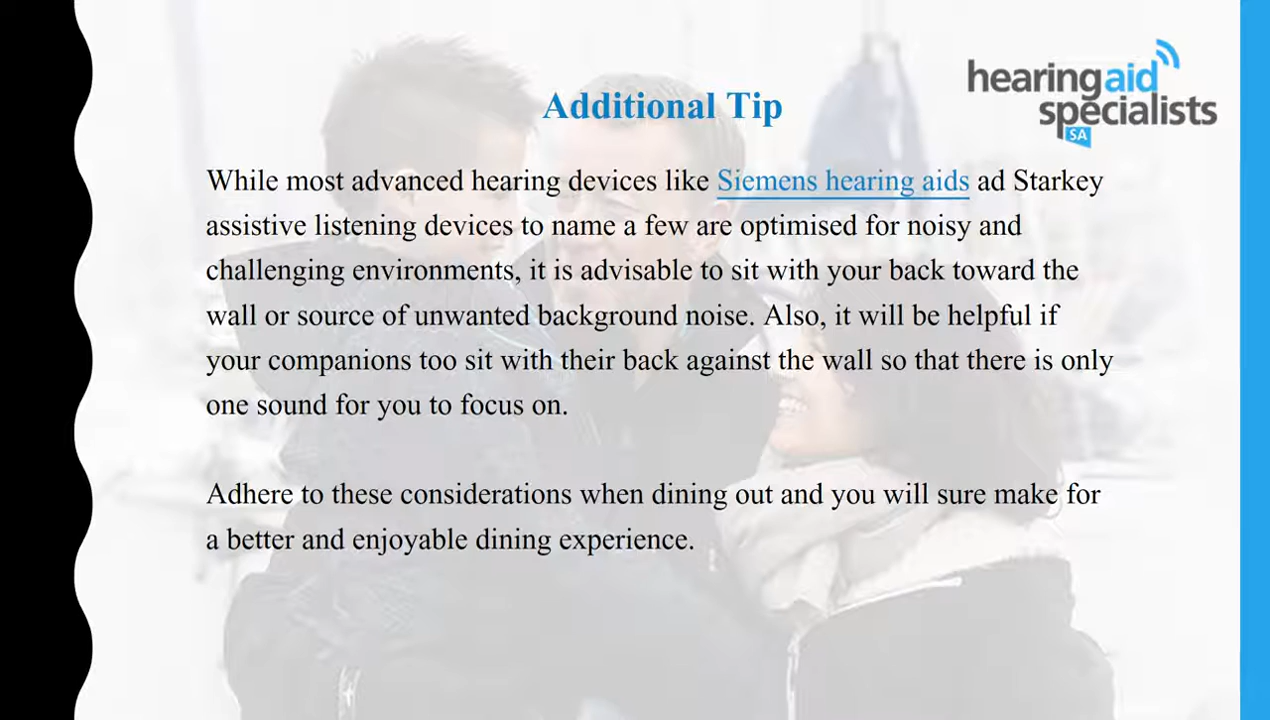 hearing aid
specialists
SA
Additional Tip
While most advanced hearing devices like Siemens hearing aids ad Starkey
assistive listening devices to name a few are optimised for noisy and
challenging environments, it is advisable to sit with your back toward the
wall or source of unwanted background noise. Also, it will be helpful if
your companions too sit with their back against the wall so that there is only
one sound for you to focus on.
Adhere to these considerations when dining out and you will sure make for
a better and enjoyable dining experience.